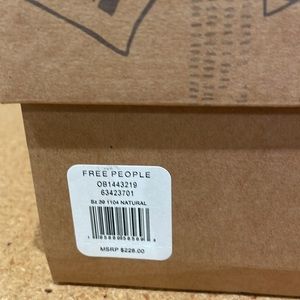 FREE PEOPLE
OB1443219
63423701
Sz 39 1104 NATURAL
MSRP $228.00